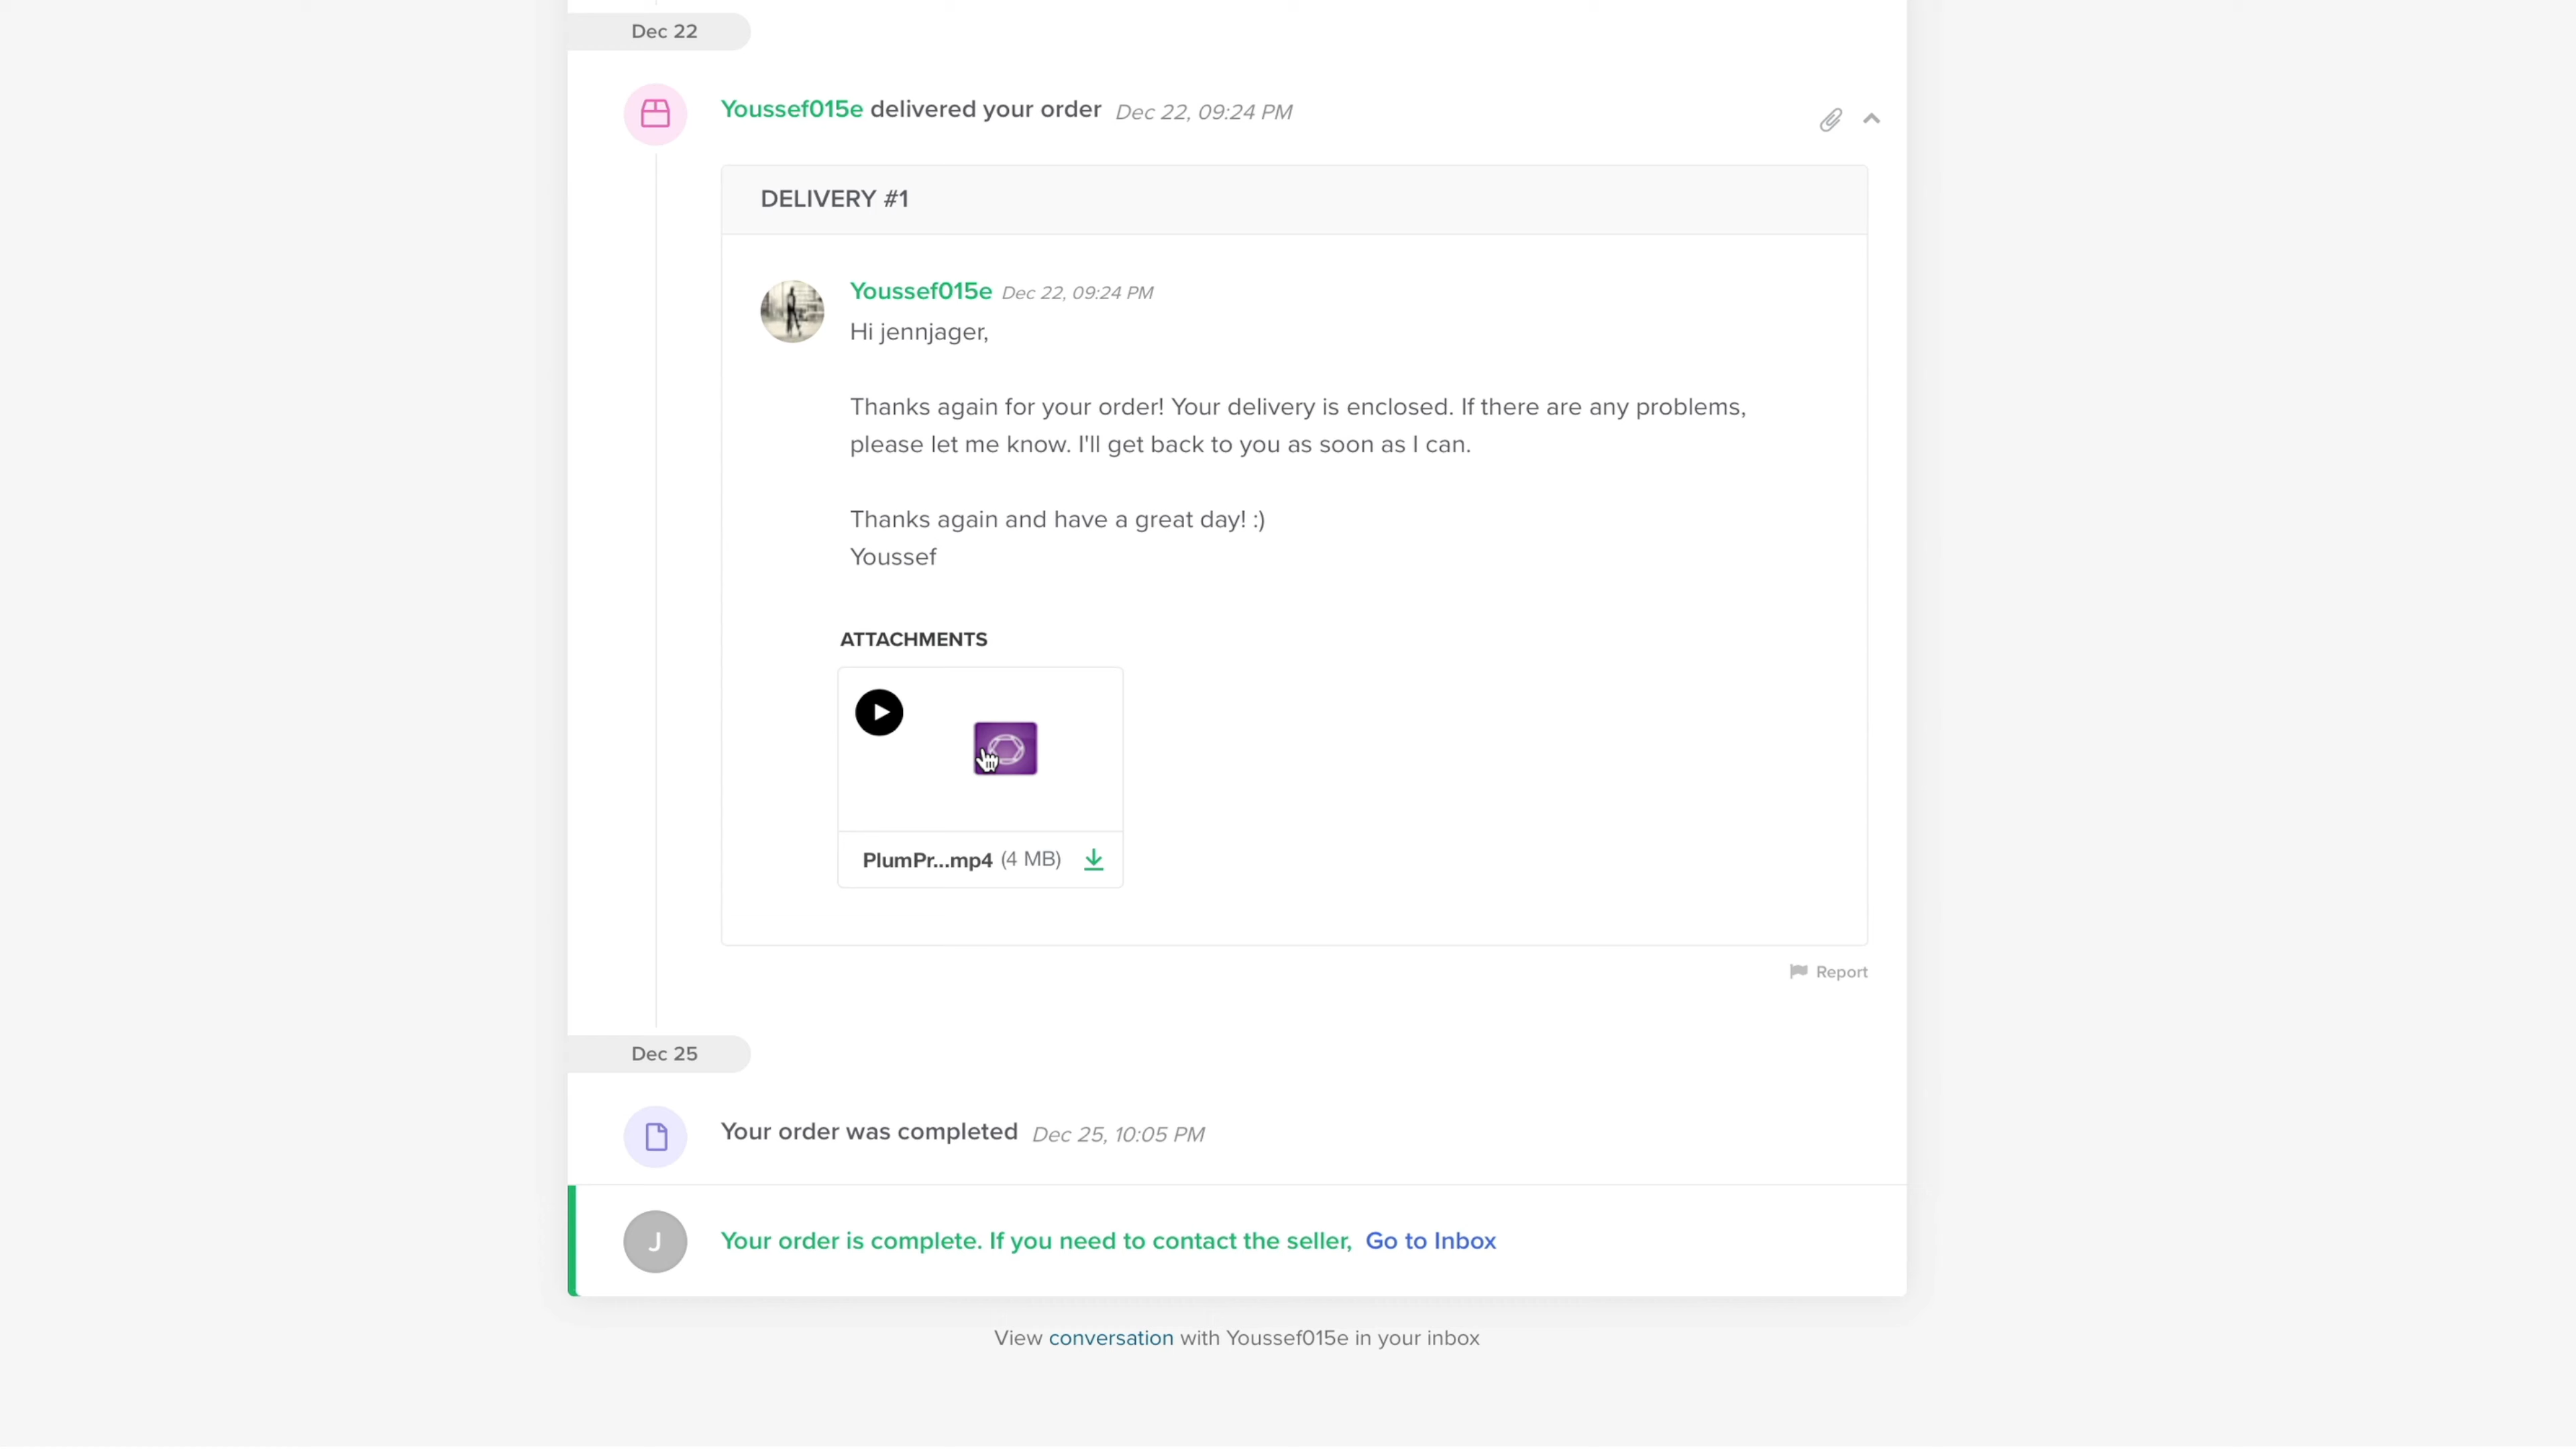 Dec 22
Youssef015e delivered your order Dec 22, 09:24 PM
DELIVERY #1
Youssef015e Dec 22, 09:24 PM
Hi jennjager,
Thanks again for your order! Your delivery is enclosed. If there are any problems,
please let me know. I'll get back to you as soon as I can.
Thanks again and have a great day! :)
Youssef
ATTACHMENTS
PlumPr...mp4 (4 MB)
Report
Dec 25
Your order was completed Dec 25, 10:05 PM
J
Your order is complete. If you need to contact the seller, Go to Inbox
View conversation with Youssef015e in your inbox